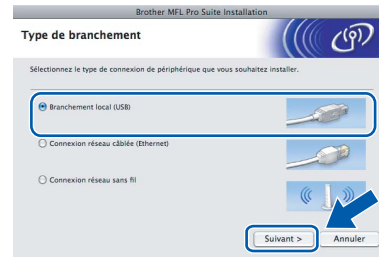 Brother MFL Pro Suite Installation
Type de branchement
Sélectionnez le type de connexion de périphérique que vous souhaitez installer.
Branchement local (USB)
Connexion réseau câblée (Ethernet)
Connexion réseau sans fil
Suivant >
Annuler